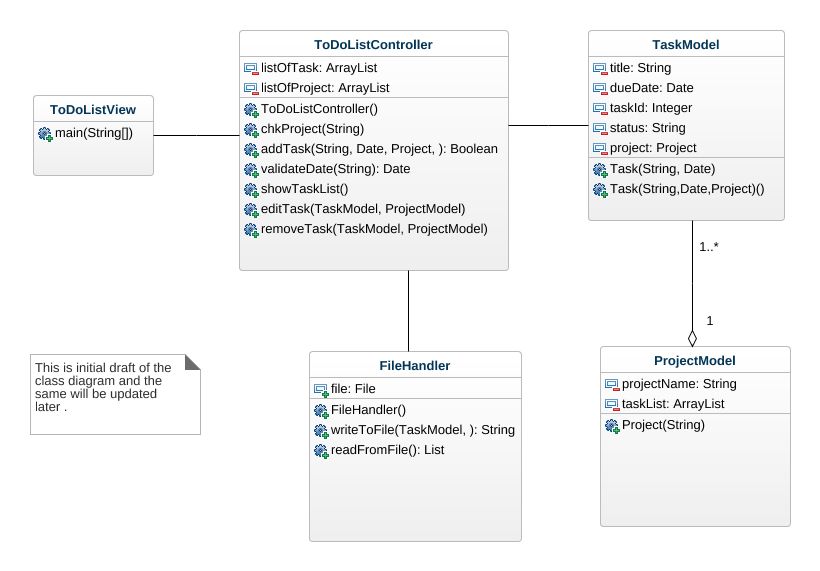 ToDoListView
main(String[])
ToDoListController
listOfTask: ArrayList
listOfProject: ArrayList
ToDoListController()
chkProject(String)
addTask(String, Date, Project, ): Boolean
validateDate(String): Date
showTaskList()
editTask(TaskModel, ProjectModel)
removeTask(TaskModel, ProjectModel)
TaskModel
title: String
dueDate: Date
taskId: Integer
status: String
project: Project
Task(String, Date)
Task(String,Date,Project)()
1..*
1
This is initial draft of the
class diagram and the
same will be updated
later .
FileHandler
file: File
FileHandler()
writeToFile(TaskModel, ): String
readFromFile(): List
ProjectModel
projectName: String
taskList: ArrayList
Project(String)